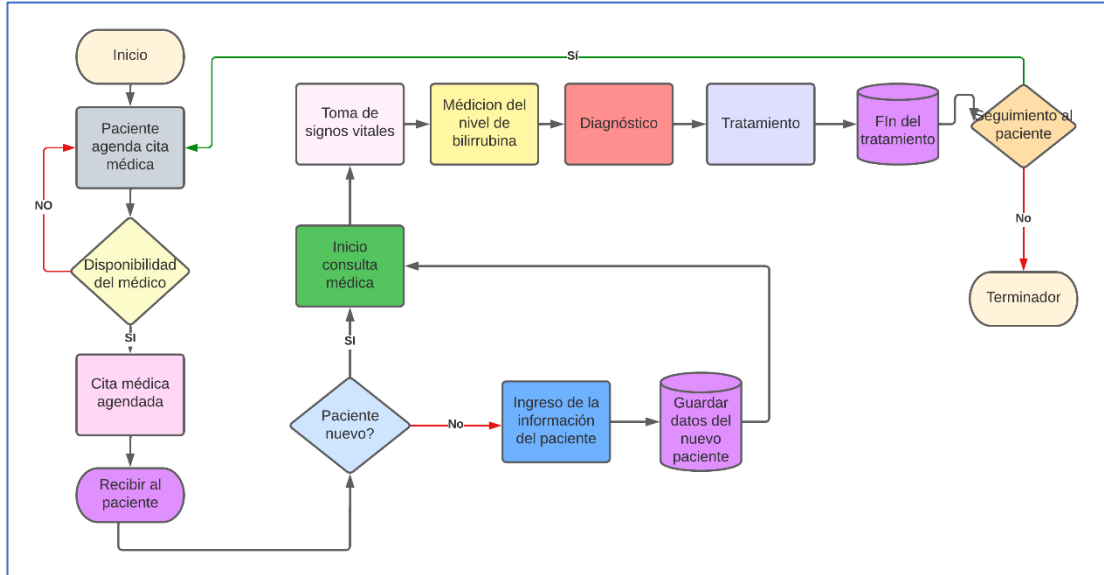 Inicio
Sí
Paciente
agenda cita
médica
NO
Disponibilidad
del médico
SI
Cita médica
agendada
Recibir al
paciente
Toma de
signos vitales
Médicion del
nivel de
bilirrubina
Diagnóstico
Tratamiento
FIn del
tratamiento
Seguimiento al
paciente
No
Terminador
Inicio
consulta
médica
SI
Paciente
nuevo?
No
Ingreso de la
información
del paciente
Guardar
datos del
nuevo
paciente